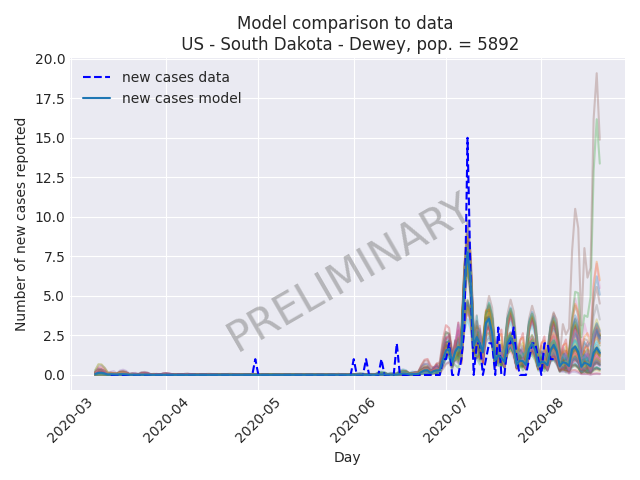 Model comparison to data
US - South Dakota - Dewey, pop. = 5892
20.0
17.5
15.0
12.5
10.0
7.5
5.0
2.5
0.0
Number of new cases reported
new cases data
new cases model
PRELIMINARY
2020-03
2020-04
2020-05
2020-06
2020-07
2020-08
Day